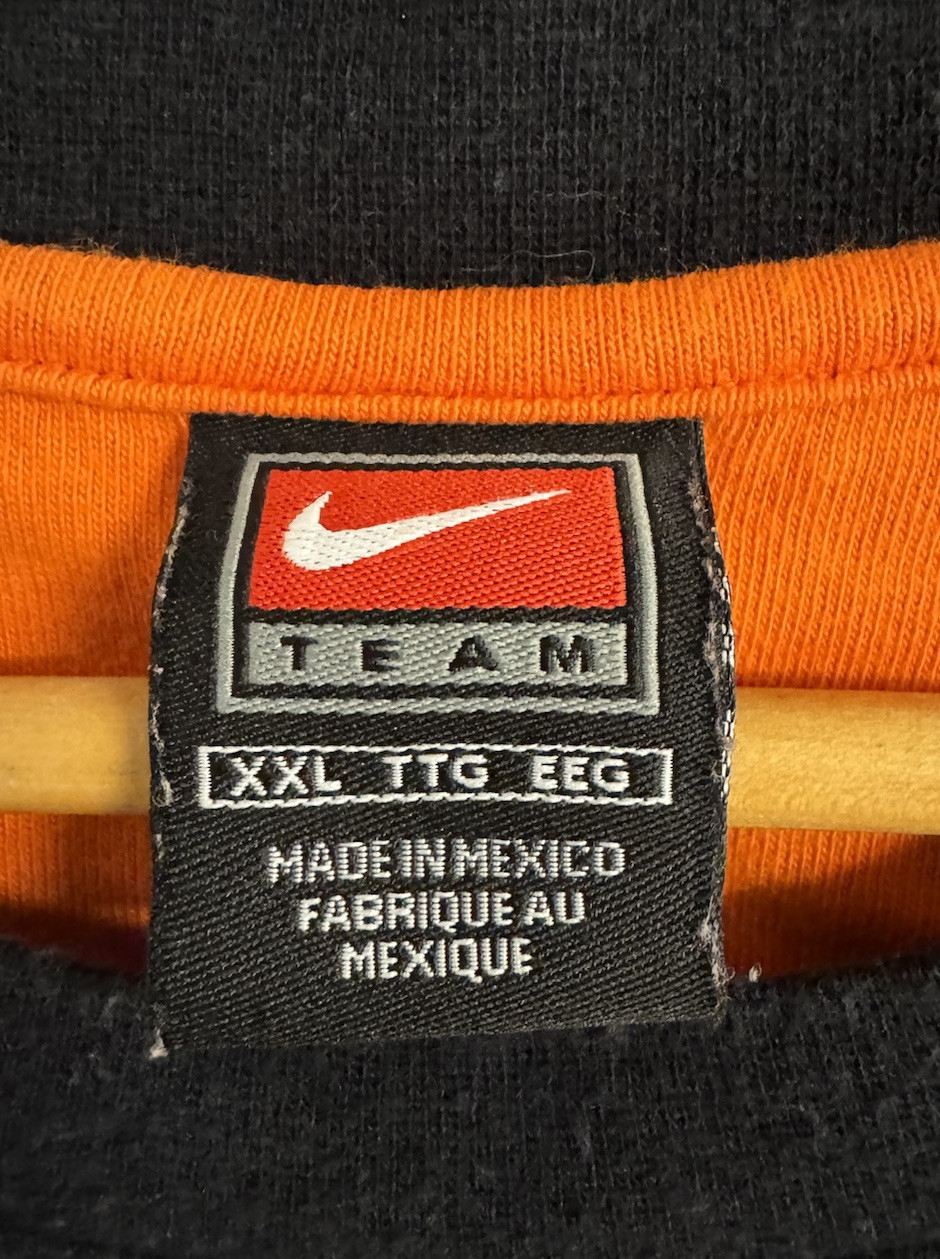 TEAM
XXL TTG EEG
MADE IN MEXICO
FABRIQUE AU
MEXIQUE